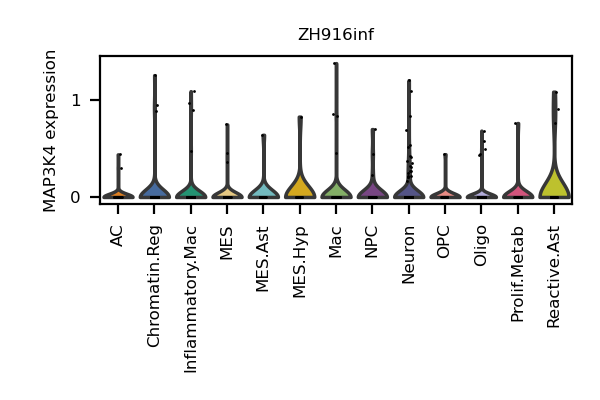 ZH916inf
MAP3K4 expression
1
0
AC
Chromatin.Reg
Inflammatory.Mac
MES
MES.Ast
MES.Hyp
Mac
NPC
Neuron
OPC
Oligo
Prolif.Metab
Reactive.Ast